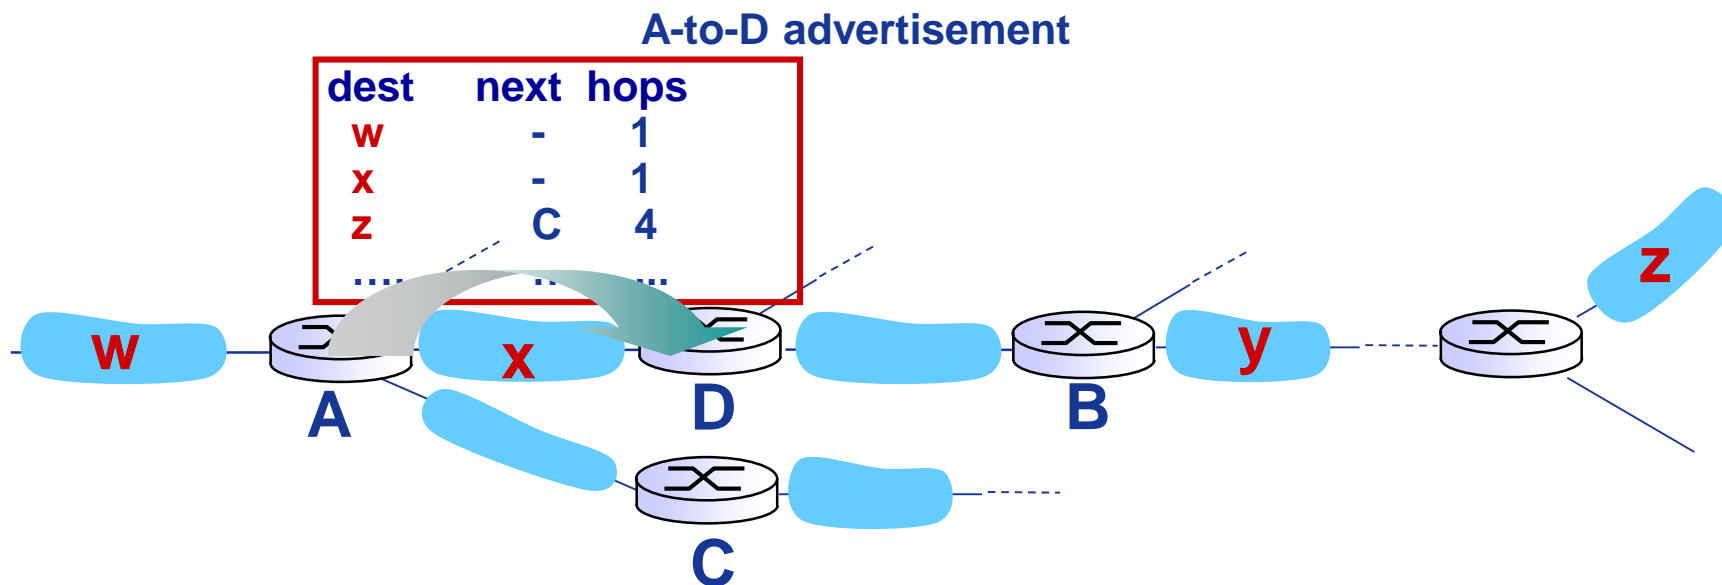 A-to-D advertisement
dest next hops
w - 1
x - 1
z C 4
..... .. ...
z
w x y
A D B
C